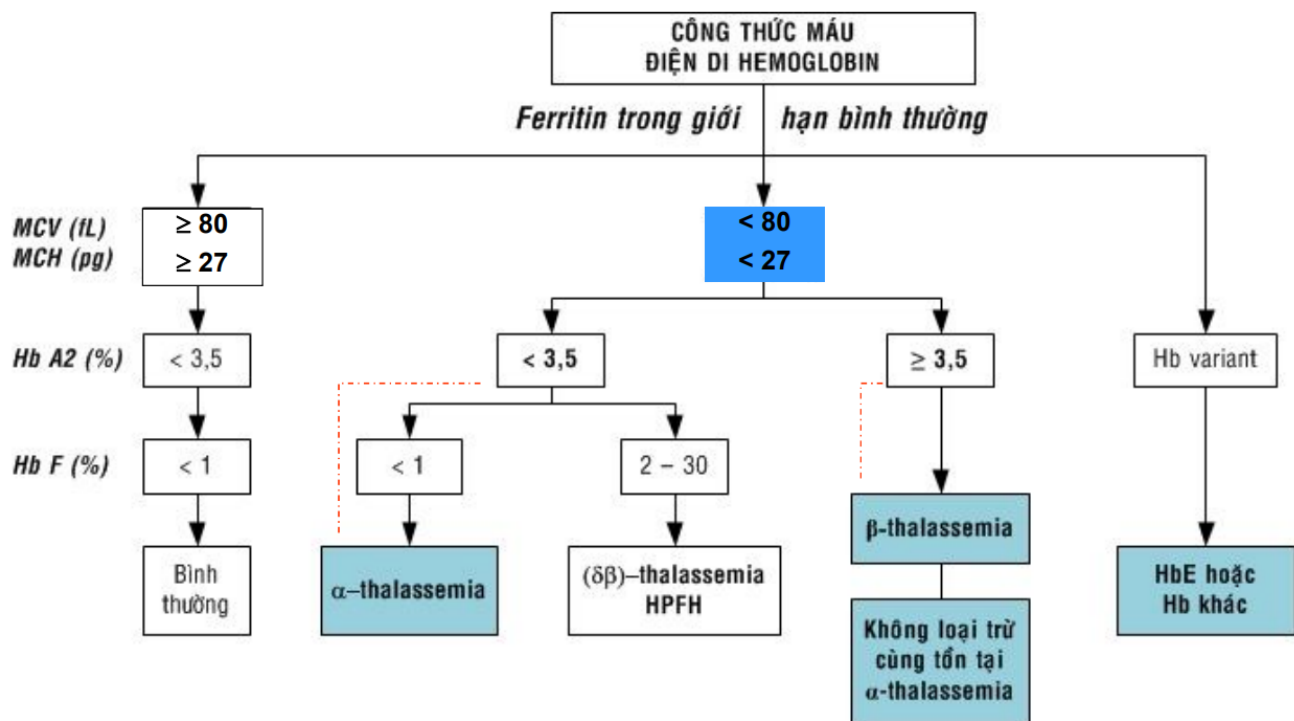 CÔNG THỨC MÁU
ĐIỆN DI HEMOGLOBIN
Ferritin trong giới hạn bình thường
MCV (fL) ≥ 80 < 80
MCH (pg) ≥ 27 < 27
Hb A2 (%) < 3,5 < 3,5 ≥ 3,5 Hb variant
Hb F (%) < 1 < 1 2 – 30
β-thalassemia
Bình
thường
α–thalassemia
(δβ)–thalassemia
HPFH
HbE hoặc
Hb khác
Không loại trừ
cùng tồn tại
α-thalassemia